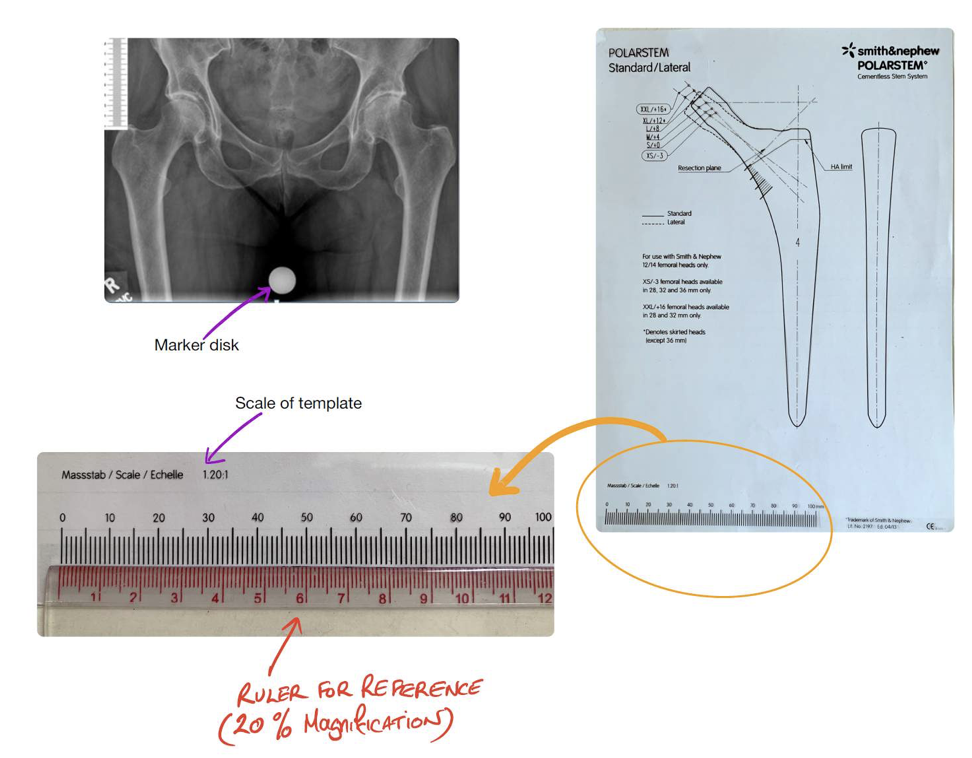 R
Marker disk
Scale of template
Massstab / Scale / Echelle 1.20:1
0 10 20 30 40 50 60 70 80 90 100
1 2 3 4 5 6 7 8 9 10 11 12
RULER FOR REFERENCE
(20% MAGNIFICATION)
POLARSTEM
Standard/Lateral
smith&nephew
POLARSTEM°
Cementless Stem System
XXL/+16*
XL/+12*
L/+8
M/+4
S/+0
XS/-3
Resection plane
HA limit
4
Standard
Lateral
For use with Smith & Nephew
12/14 femoral heads only.
XS/-3 femoral heads available
in 28, 32 and 36 mm only.
XXL/+16 femoral heads available
in 28 and 32 mm only.
*Denotes skirted heads
(except 36 mm)
Massstab / Scale / Echelle 1.20:1
0 10 20 30 40 50 60 70 80 90 100 mm
°Trademark of Smith & Nephew.
CE